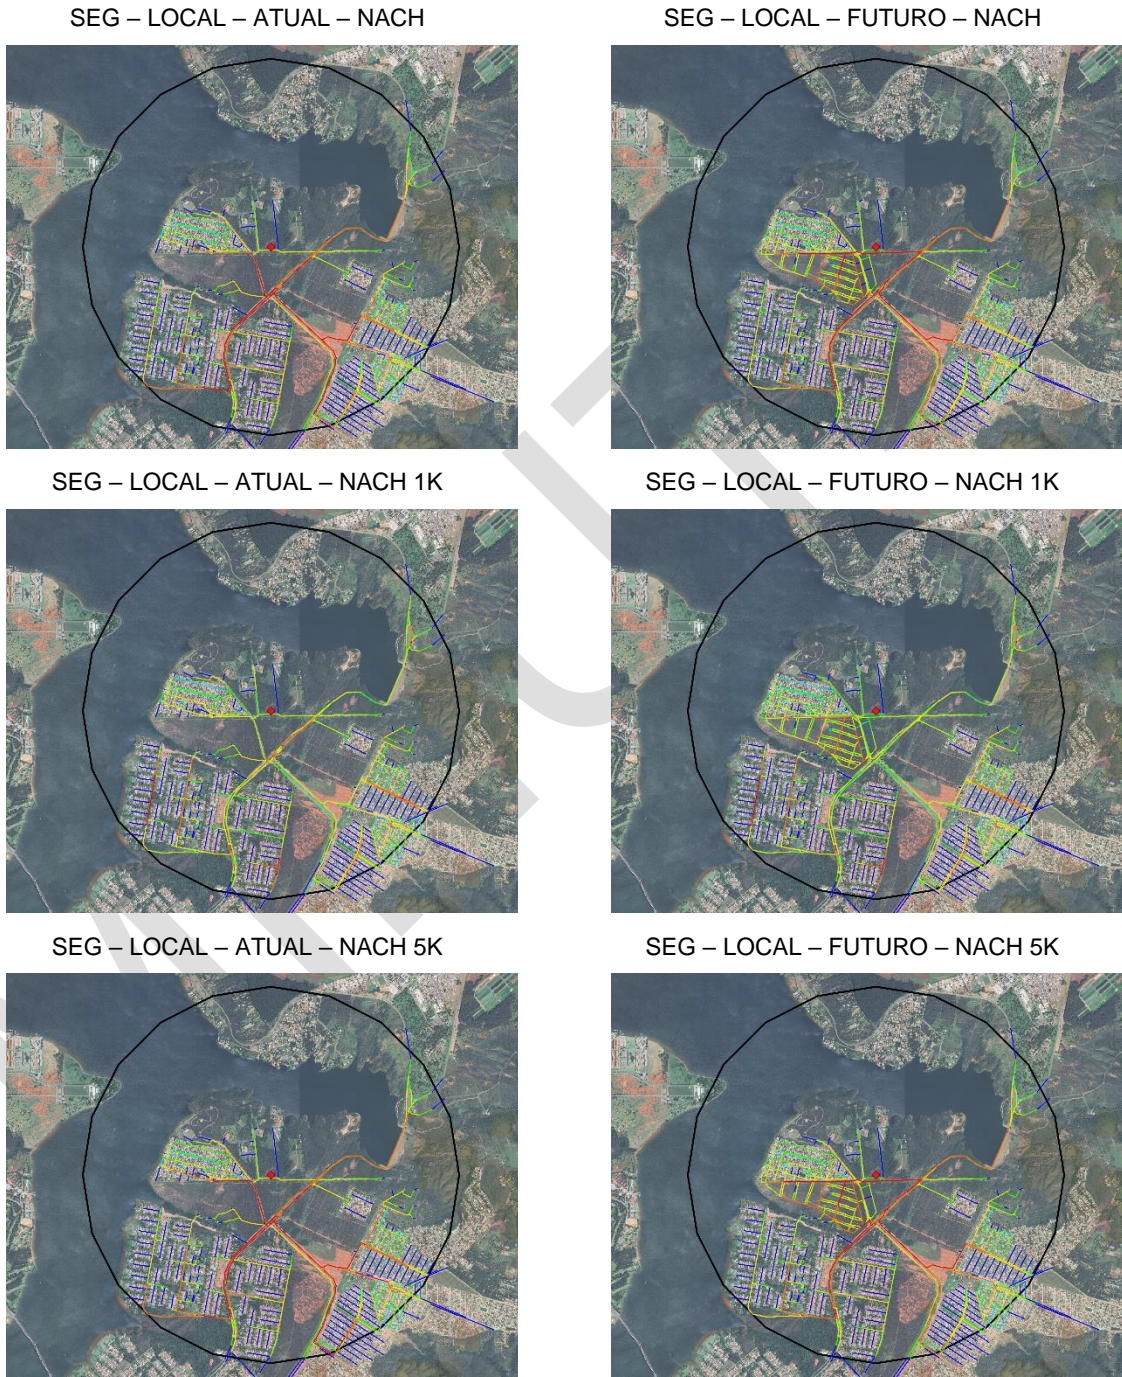 SEG – LOCAL – ATUAL – NACH
SEG – LOCAL – FUTURO – NACH
SEG – LOCAL – ATUAL – NACH 1K
SEG – LOCAL – FUTURO – NACH 1K
SEG – LOCAL – ATUAL – NACH 5K
SEG – LOCAL – FUTURO – NACH 5K